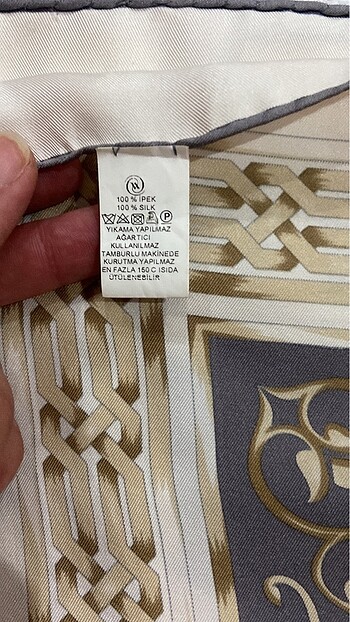 100 % İPEK
100 % SILK
P
YIKAMA YAPILMAZ
AĞARTICI
KULLANILMAZ
TAMBURLU MAKİNEDE
KURUTMA YAPILMAZ
EN FAZLA 150 C ISIDA
ÜTÜLENEBİLİR